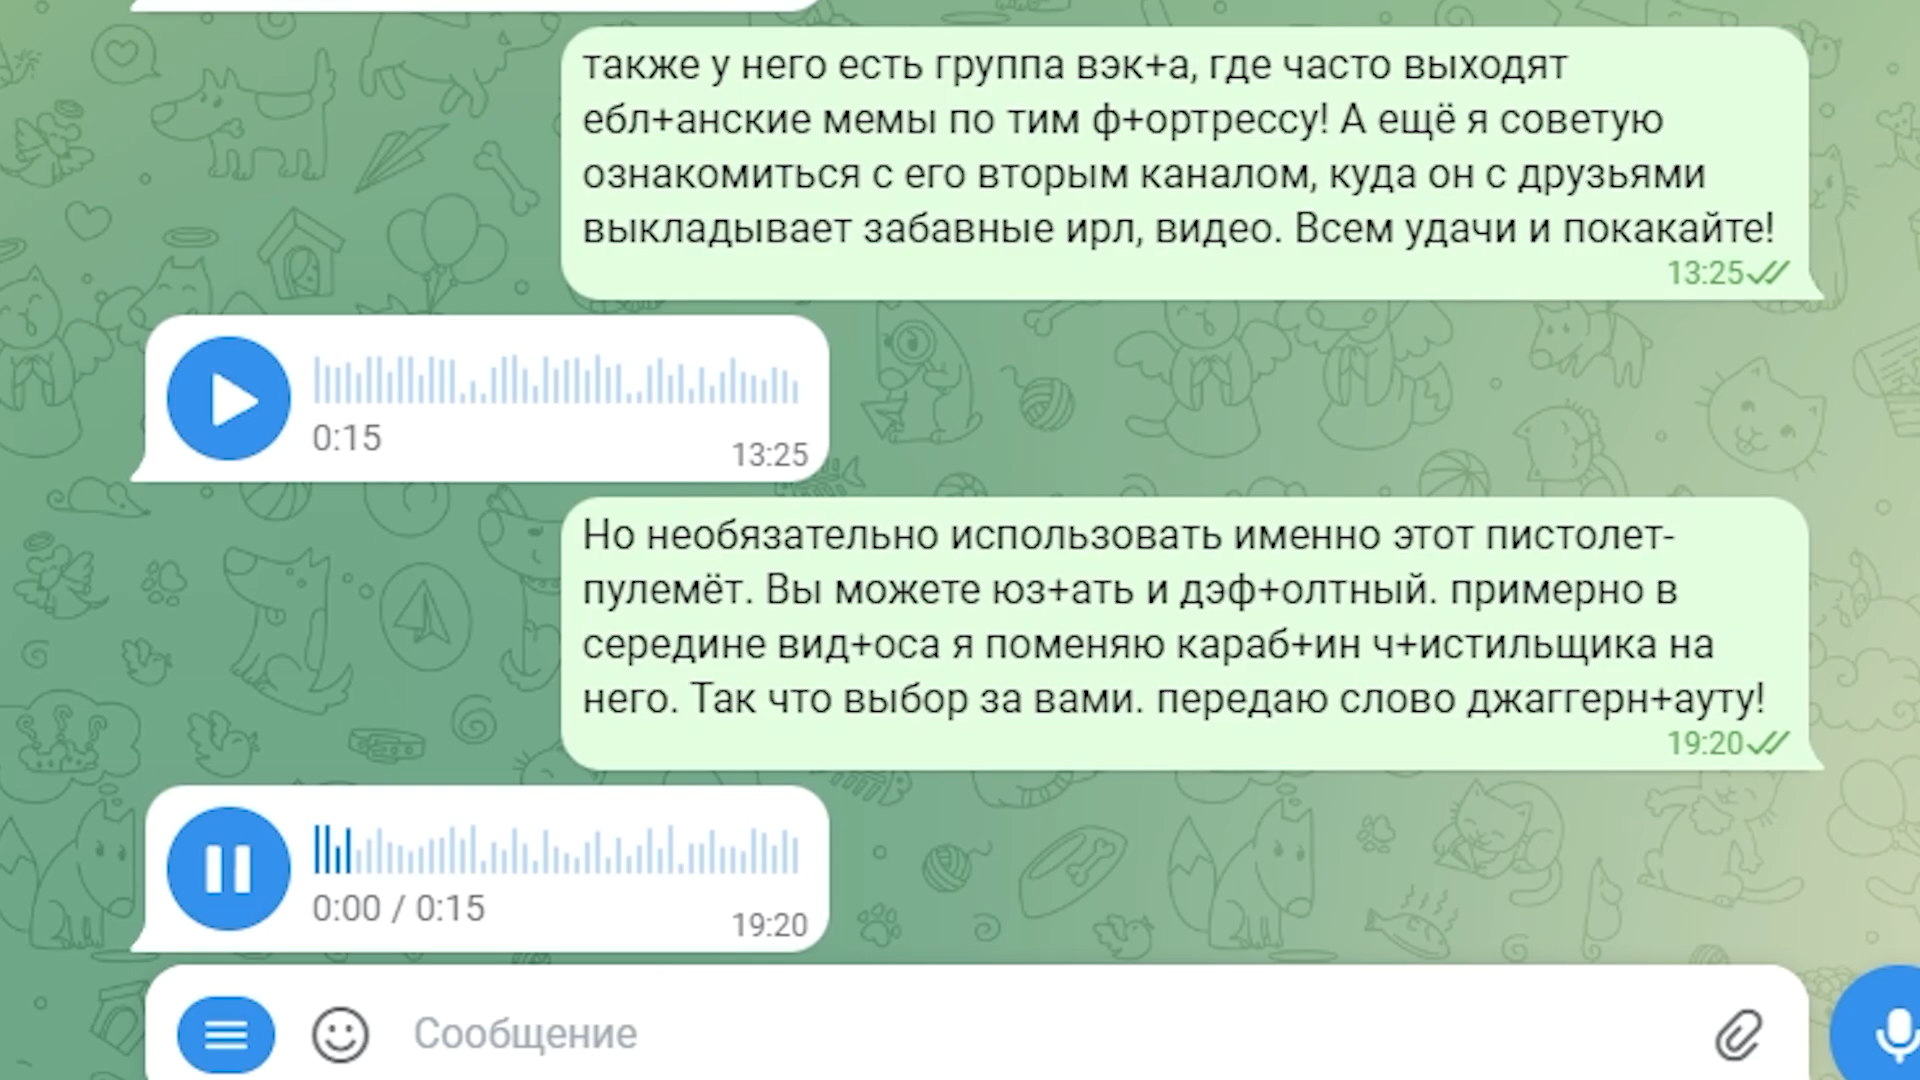 также у него есть группа вэк+а, где часто выходят
ебл+анские мемы по тим ф+ортрессу! А ещё я советую
ознакомиться с его вторым каналом, куда он с друзьями
выкладывает забавные ирл, видео. Всем удачи и покакайте!
13:25
0:15
13:25
Но необязательно использовать именно этот пистолет-
пулемёт. Вы можете юз+ать и дэф+олтный. примерно в
середине вид+оса я поменяю караб+ин ч+истильщика на
него. Так что выбор за вами. передаю слово джаггерн+ауту!
19:20
0:00 / 0:15
19:20
Сообщение